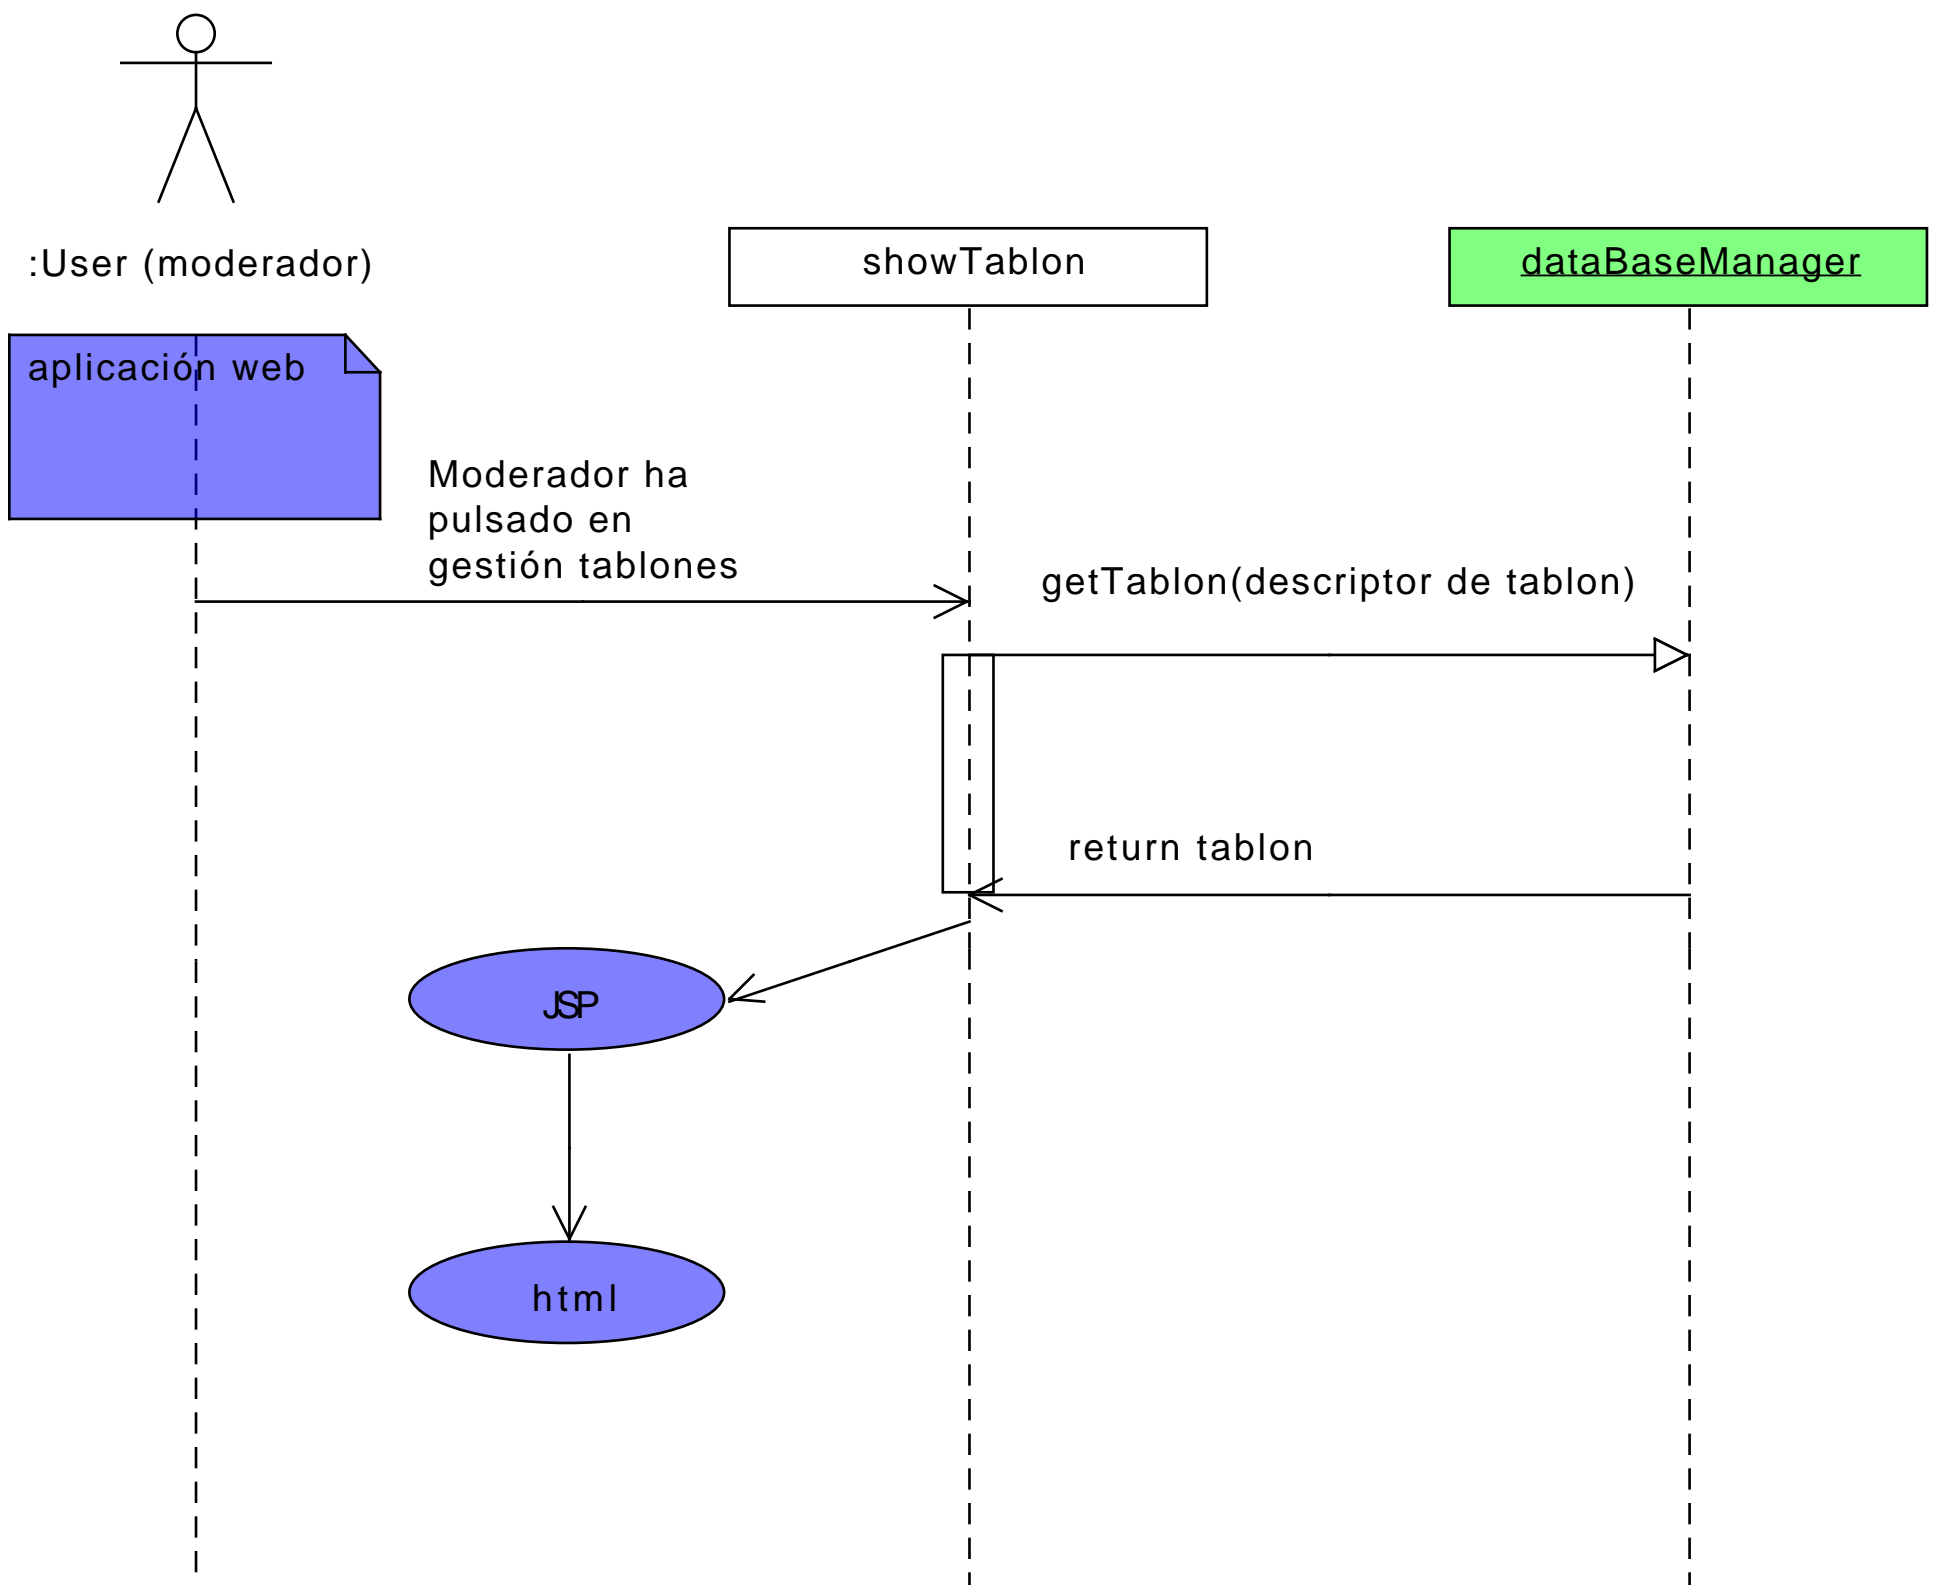 :User (moderador)
showTablon
dataBaseManager
aplicación web
Moderador ha
pulsado en
gestión tablones
getTablon(descriptor de tablon)
return tablon
JSP
html